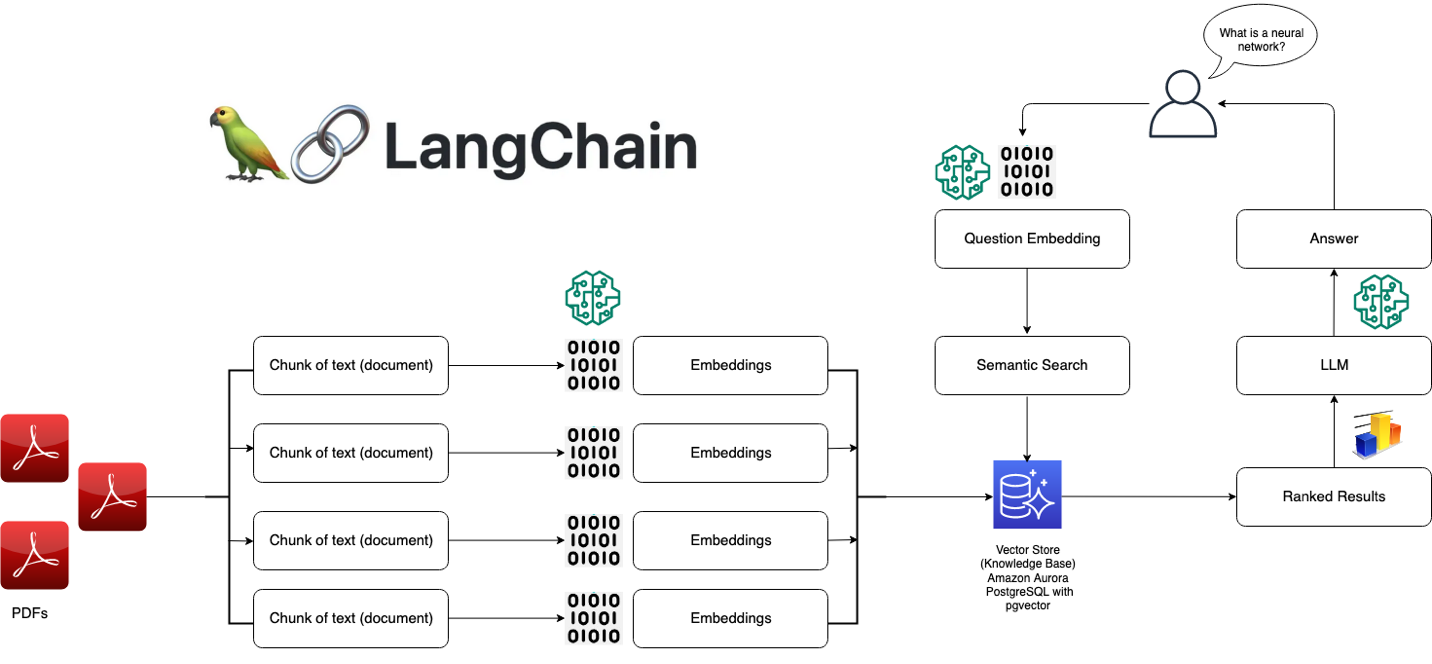 What is a neural
network?
LangChain
01010
10101
01010
Question Embedding
Answer
Semantic Search
LLM
Chunk of text (document)
01010
10101
01010
Embeddings
Chunk of text (document)
01010
10101
01010
Embeddings
Chunk of text (document)
01010
10101
01010
Embeddings
Chunk of text (document)
01010
10101
01010
Embeddings
PDFs
Ranked Results
Vector Store
(Knowledge Base)
Amazon Aurora
PostgreSQL with
pgvector